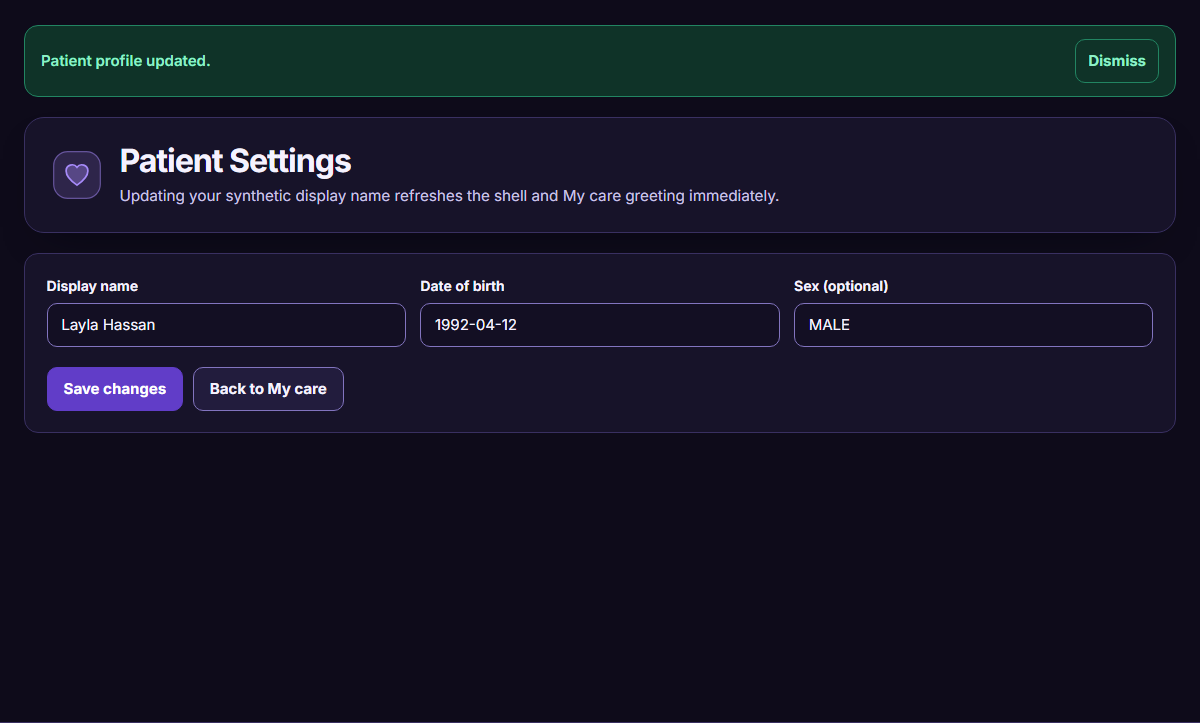 Patient profile updated.
Dismiss
Patient Settings
Updating your synthetic display name refreshes the shell and My care greeting immediately.
Display name
Date of birth
Sex (optional)
Layla Hassan
1992-04-12
MALE
Save changes
Back to My care